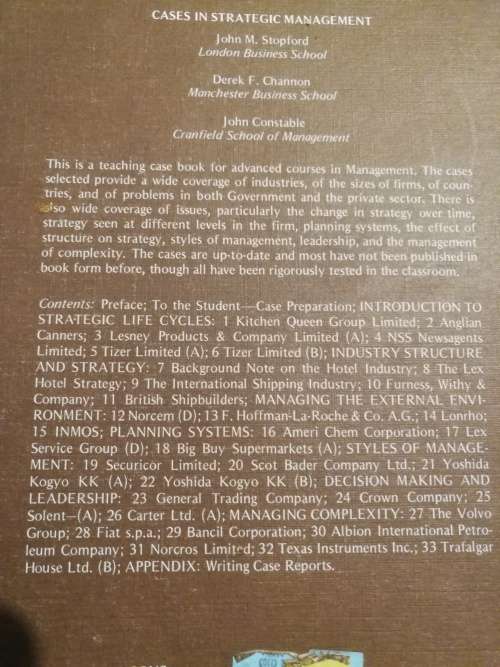 CASES IN STRATEGIC MANAGEMENT
John M. Stopford
London Business School
Derek F. Channon
Manchester Business School
John Constable
Cranfield School of Management
This is a teaching case book for advanced courses in Management. The cases
selected provide a wide coverage of industries, of the sizes of firms, of coun-
tries, and of problems in both Government and the private sector. There is
also wide coverage of issues, particularly the change in strategy over time,
strategy seen at different levels in the firm, planning systems, the effect of
structure on strategy, styles of management, leadership, and the management
of complexity. The cases are up-to-date and most have not been published in
book form before, though all have been rigorously tested in the classroom.
Contents: Preface; To the Student—Case Preparation; INTRODUCTION TO
STRATEGIC LIFE CYCLES: 1 Kitchen Queen Group Limited; 2 Anglian
Canners; 3 Lesney Products & Company Limited (A); 4 NSS Newsagents
Limited; 5 Tizer Limited (A); 6 Tizer Limited (B); INDUSTRY STRUCTURE
AND STRATEGY: 7 Background Note on the Hotel Industry; 8 The Lex
Hotel Strategy; 9 The International Shipping Industry; 10 Furness, Withy &
Company; 11 British Shipbuilders; MANAGING THE EXTERNAL ENVI-
RONMENT: 12 Norcem (D); 13 F. Hoffman-La-Roche & Co. A.G.; 14 Lonrho;
15 INMOS; PLANNING SYSTEMS: 16 Ameri Chem Corporation; 17 Lex
Service Group (D); 18 Big Buy Supermarkets (A); STYLES OF MANAGE-
MENT: 19 Securicor Limited; 20 Scot Bader Company Ltd.; 21 Yoshida
Kogyo KK (A); 22 Yoshida Kogyo KK (B); DECISION MAKING AND
LEADERSHIP: 23 General Trading Company; 24 Crown Company; 25
Solent—(A); 26 Carter Ltd. (A); MANAGING COMPLEXITY: 27 The Volvo
Group; 28 Fiat s.p.a.; 29 Bancil Corporation; 30 Albion International Petro-
leum Company; 31 Norcros Limited; 32 Texas Instruments Inc.; 33 Trafalgar
House Ltd. (B); APPENDIX: Writing Case Reports.